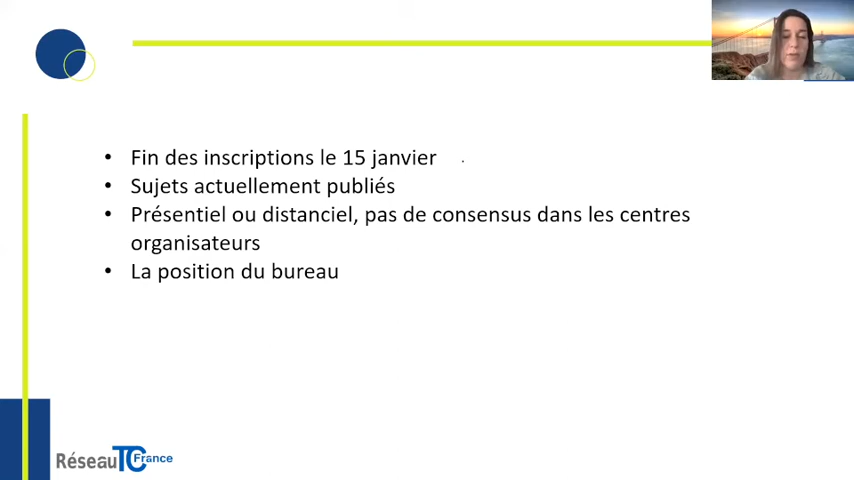 • Fin des inscriptions le 15 janvier
• Sujets actuellement publiés
• Présentiel ou distanciel, pas de consensus dans les centres
organisateurs
• La position du bureau
Réseau TC France